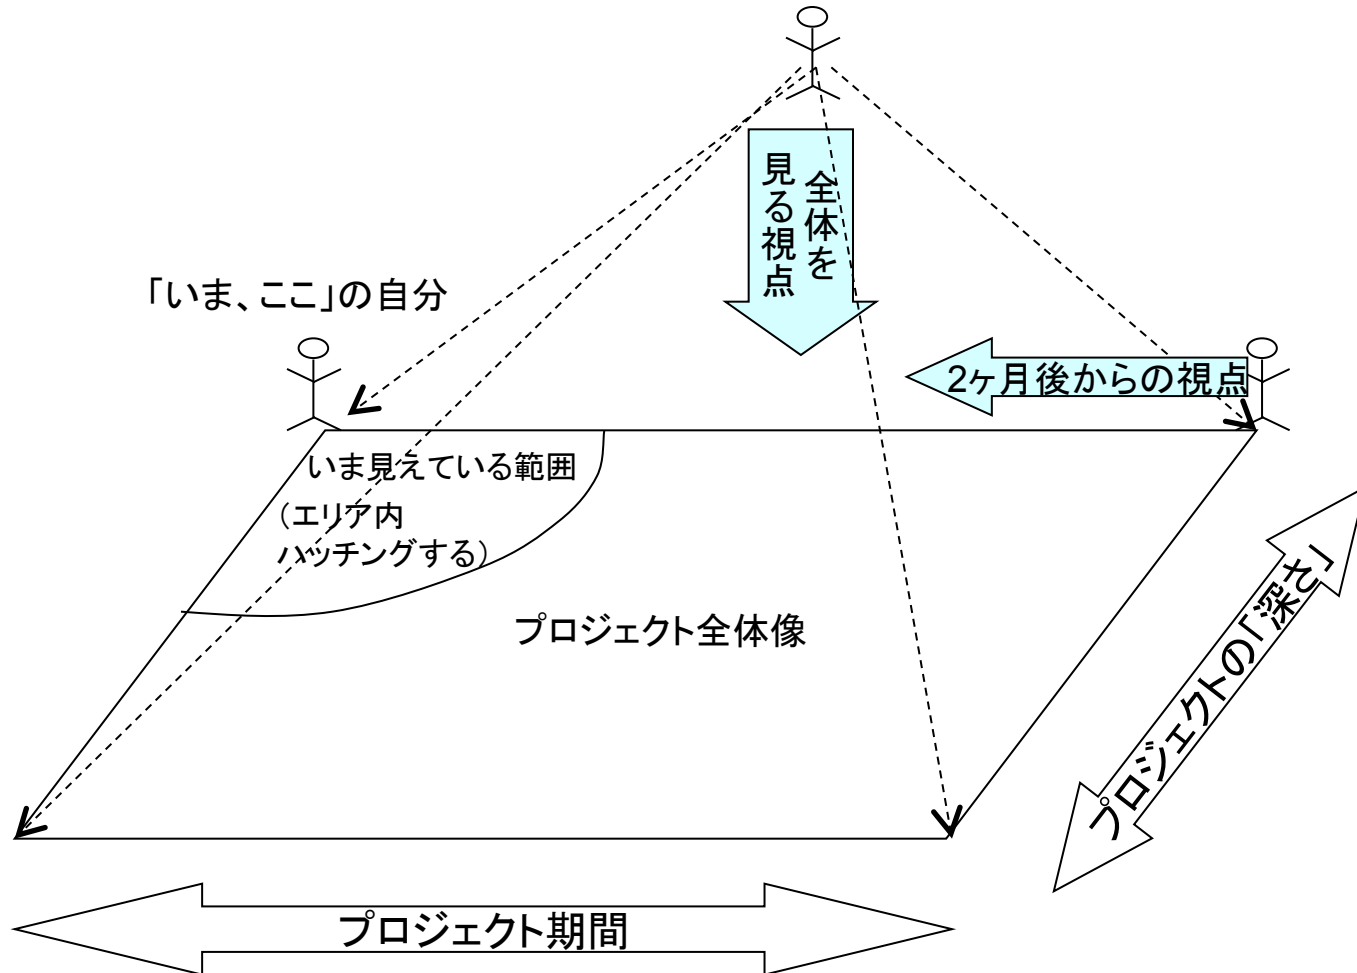 全体を
見る視点
「いま、ここ」の自分
2ヶ月後からの視点
いま見えている範囲
(エリア内
ハッチングする)
プロジェクト全体像
プロジェクトの「深さ」
プロジェクト期間